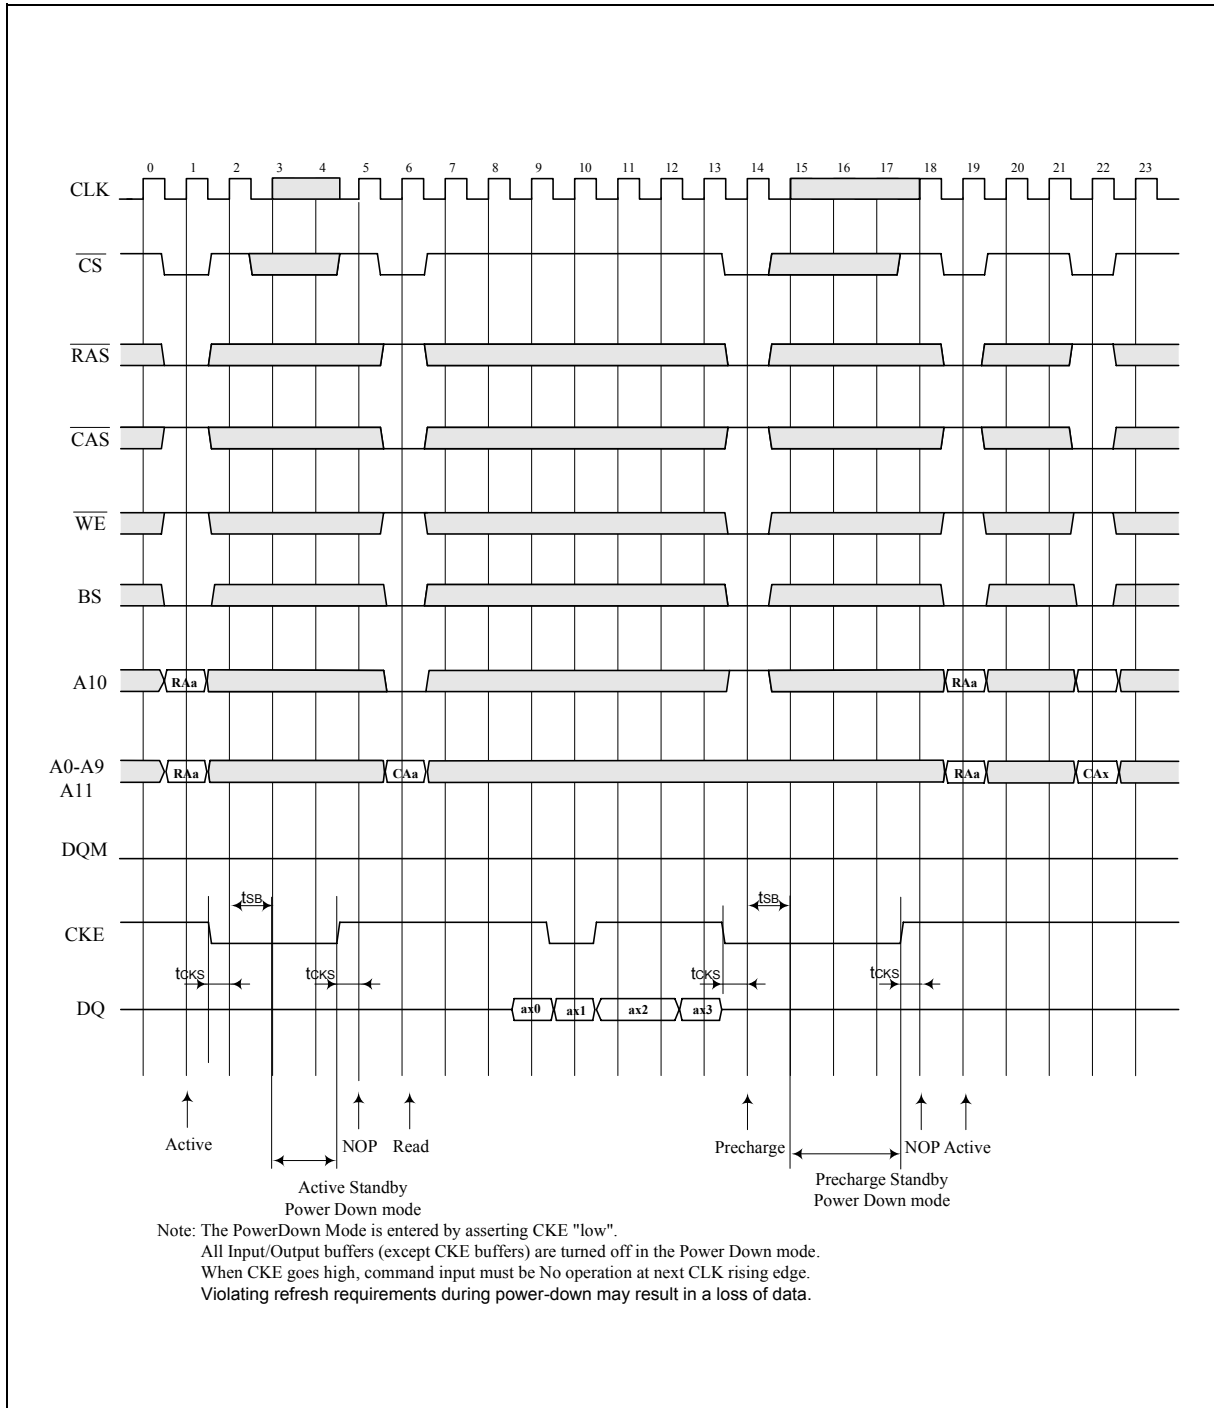 0 1 2 3 4 5 6 7 8 9 10 11 12 13 14 15 16 17 18 19 20 21 22 23
CLK
CS
RAS
CAS
WE
BS
A10 RAa RAa
A0-A9 RAa CAa RAa CAx
A11
DQM
tSB tSB
CKE
tCKS tCKS tCKS tCKS
DQ ax0 ax1 ax2 ax3
Active NOP Read Precharge NOP Active
Active Standby
Power Down mode
Precharge Standby
Power Down mode
Note: The PowerDown Mode is entered by asserting CKE "low".
All Input/Output buffers (except CKE buffers) are turned off in the Power Down mode.
When CKE goes high, command input must be No operation at next CLK rising edge.
Violating refresh requirements during power-down may result in a loss of data.